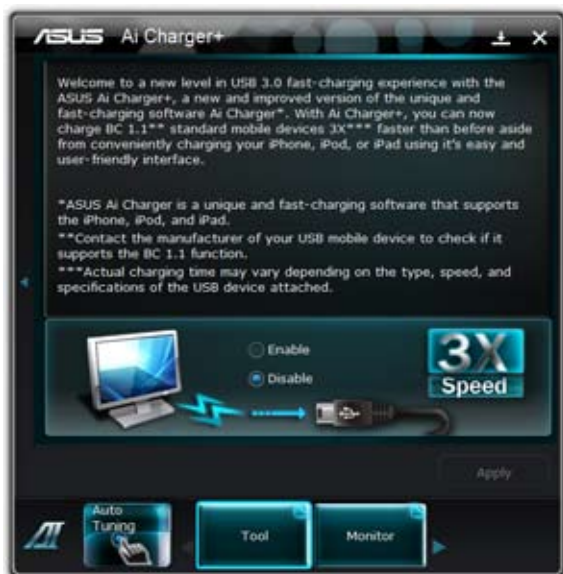 ASUS Ai Charger+
Welcome to a new level in USB 3.0 fast-charging experience with the
ASUS Ai Charger+, a new and improved version of the unique and
fast-charging software Ai Charger*. With Ai Charger+, you can now
charge BC 1.1** standard mobile devices 3X*** faster than before aside
from conveniently charging your iPhone, iPod, or iPad using it's easy and
user-friendly interface.
*ASUS Ai Charger is a unique and fast-charging software that supports
the iPhone, iPod, and iPad.
**Contact the manufacturer of your USB mobile device to check if it
supports the BC 1.1 function.
***Actual charging time may vary depending on the type, speed, and
specifications of the USB device attached.
Enable
Disable
3X
Speed
Apply
Auto
Tuning
Tool
Monitor